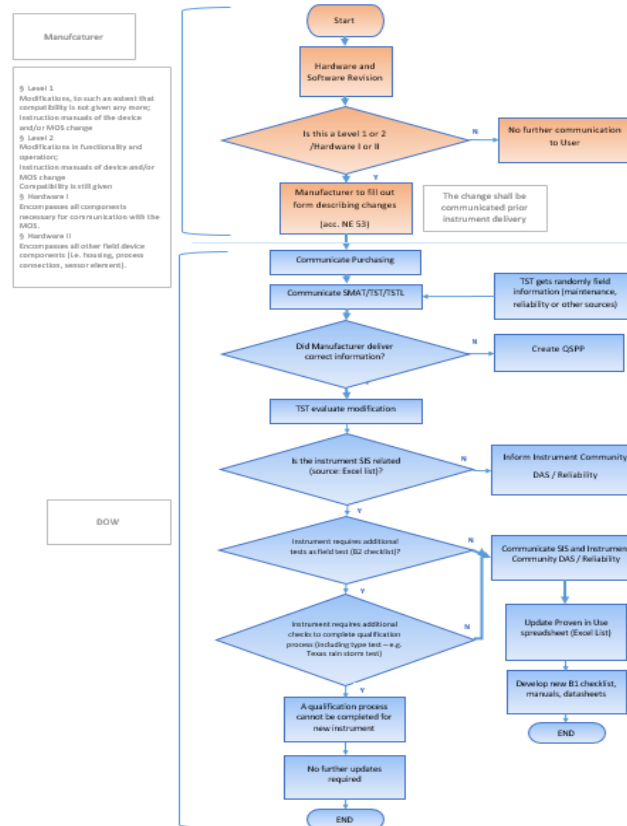 Manufcaturer
§ Level 1
Modifications, to such an extent that
compatibility is not given any more;
Instruction manuals of the device
and/or MOS change
§ Level 2
Modifications in functionality and
operation;
Instruction manuals of device and/or
MOS change
Compatibility is still given
§ Hardware I
Encompasses all components
necessary for communication with the
MOS.
§ Hardware II
Encompasses all other field device
components (i.e. housing, process
connection, sensor element).
Start
Hardware and
Software Revision
Is this a Level 1 or 2
/Hardware I or II
N
No further communication
to User
Y
Manufacturer to fill out
form describing changes
(acc. NE 53)
The change shall be
communicated prior
instrument delivery
Communicate Purchasing
Communicate SMAT/TST/TSTL
TST gets randomly field
information (maintenance,
reliability or other sources)
Did Manufacturer deliver
correct information?
N
Create QSPP
TST evaluate modification
Is the instrument SIS related
(source: Excel list)?
N
Inform Instrument Community
DAS / Reliability
Y
DOW
Instrument requires additional
tests as field test (B2 checklist)?
N
Communicate SIS and Instrument
Community DAS / Reliability
Y
Instrument requires additional
checks to complete qualification
process (including type test – e.g.
Texas rain storm test)
N
Update Proven in Use
spreadsheet (Excel List)
Develop new B1 checklist,
manuals, datasheets
END
Y
A qualification process
cannot be completed for
new instrument
No further updates
required
END